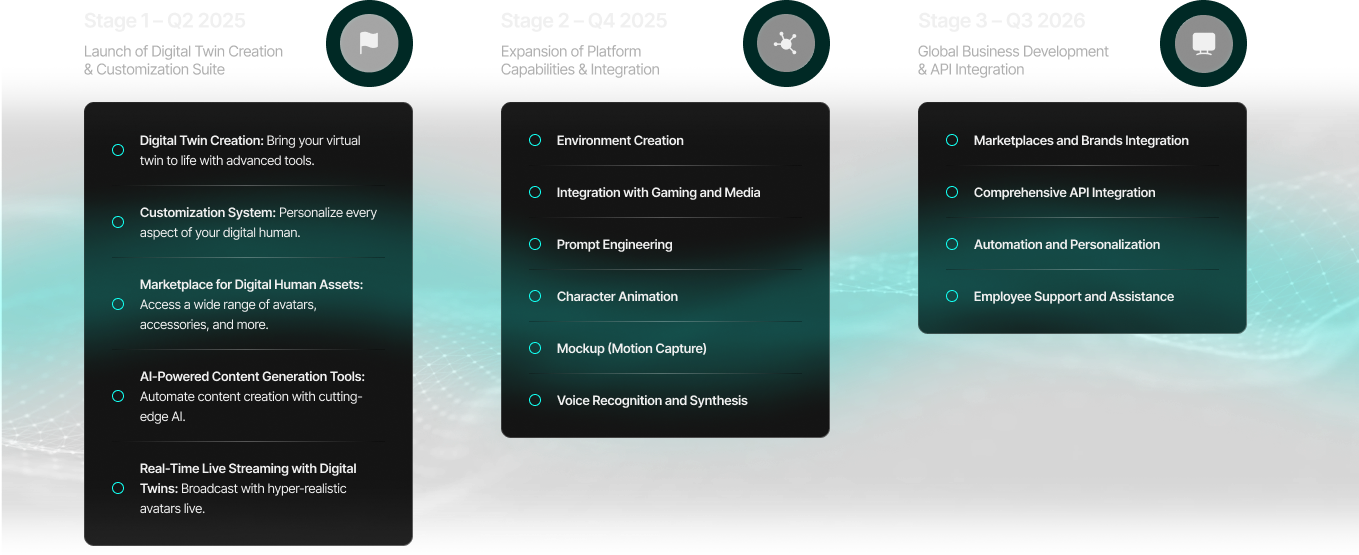 Stage 1 – Q2 2025
Launch of Digital Twin Creation
& Customization Suite
Digital Twin Creation: Bring your virtual
twin to life with advanced tools.
Customization System: Personalize every
aspect of your digital human.
Marketplace for Digital Human Assets:
Access a wide range of avatars,
accessories, and more.
AI-Powered Content Generation Tools:
Automate content creation with cutting-
edge AI.
Real-Time Live Streaming with Digital
Twins: Broadcast with hyper-realistic
avatars live.
Stage 2 – Q4 2025
Expansion of Platform
Capabilities & Integration
Environment Creation
Integration with Gaming and Media
Prompt Engineering
Character Animation
Mockup (Motion Capture)
Voice Recognition and Synthesis
Stage 3 – Q3 2026
Global Business Development
& API Integration
Marketplaces and Brands Integration
Comprehensive API Integration
Automation and Personalization
Employee Support and Assistance